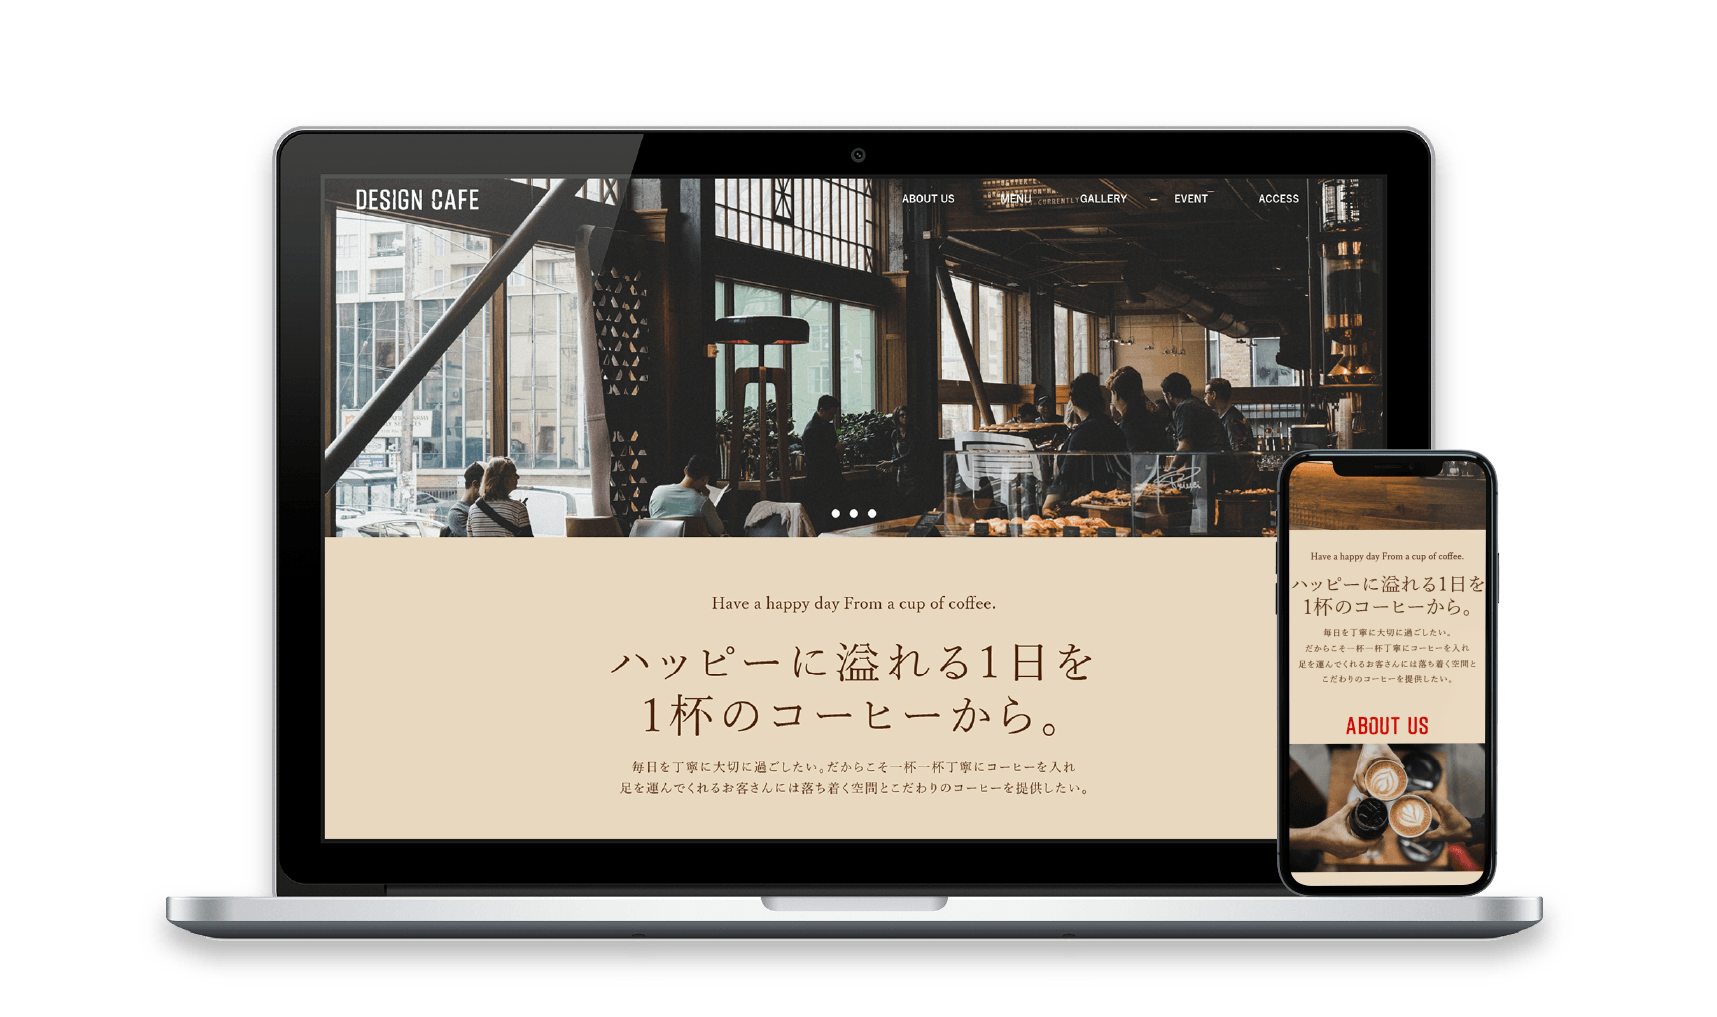 DESIGN CAFE
ABOUT US
MENU
CURRENTLY
GALLERY
EVENT
ACCESS
Have a happy day From a cup of coffee.
ハッピーに溢れる1日を
1杯のコーヒーから。
毎日を丁寧に大切に過ごしたい。だからこそ一杯一杯丁寧にコーヒーを入れ
足を運んでくれるお客さんには落ち着く空間とこだわりのコーヒーを提供したい。
Have a happy day From a cup of coffee.
ハッピーに溢れる1日を
1杯のコーヒーから。
毎日を丁寧に大切に過ごしたい。
だからこそ一杯一杯丁寧にコーヒーを入れ
足を運んでくれるお客さんには落ち着く空間と
こだわりのコーヒーを提供したい。
ABOUT US